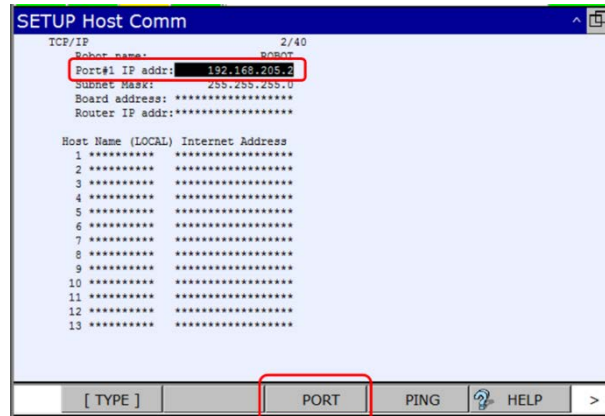 SETUP Host Comm
TCP/IP 2/40
Robot name: ROBOT
Port#1 IP addr: 192.168.205.2
Subnet Mask: 255.255.255.0
Board address: ******************
Router IP addr:******************
Host Name (LOCAL) Internet Address
1 ********** ******************
2 ********** ******************
3 ********** ******************
4 ********** ******************
5 ********** ******************
6 ********** ******************
7 ********** ******************
8 ********** ******************
9 ********** ******************
10 ********** ******************
11 ********** ******************
12 ********** ******************
13 ********** ******************
[ TYPE ] PORT PING HELP >